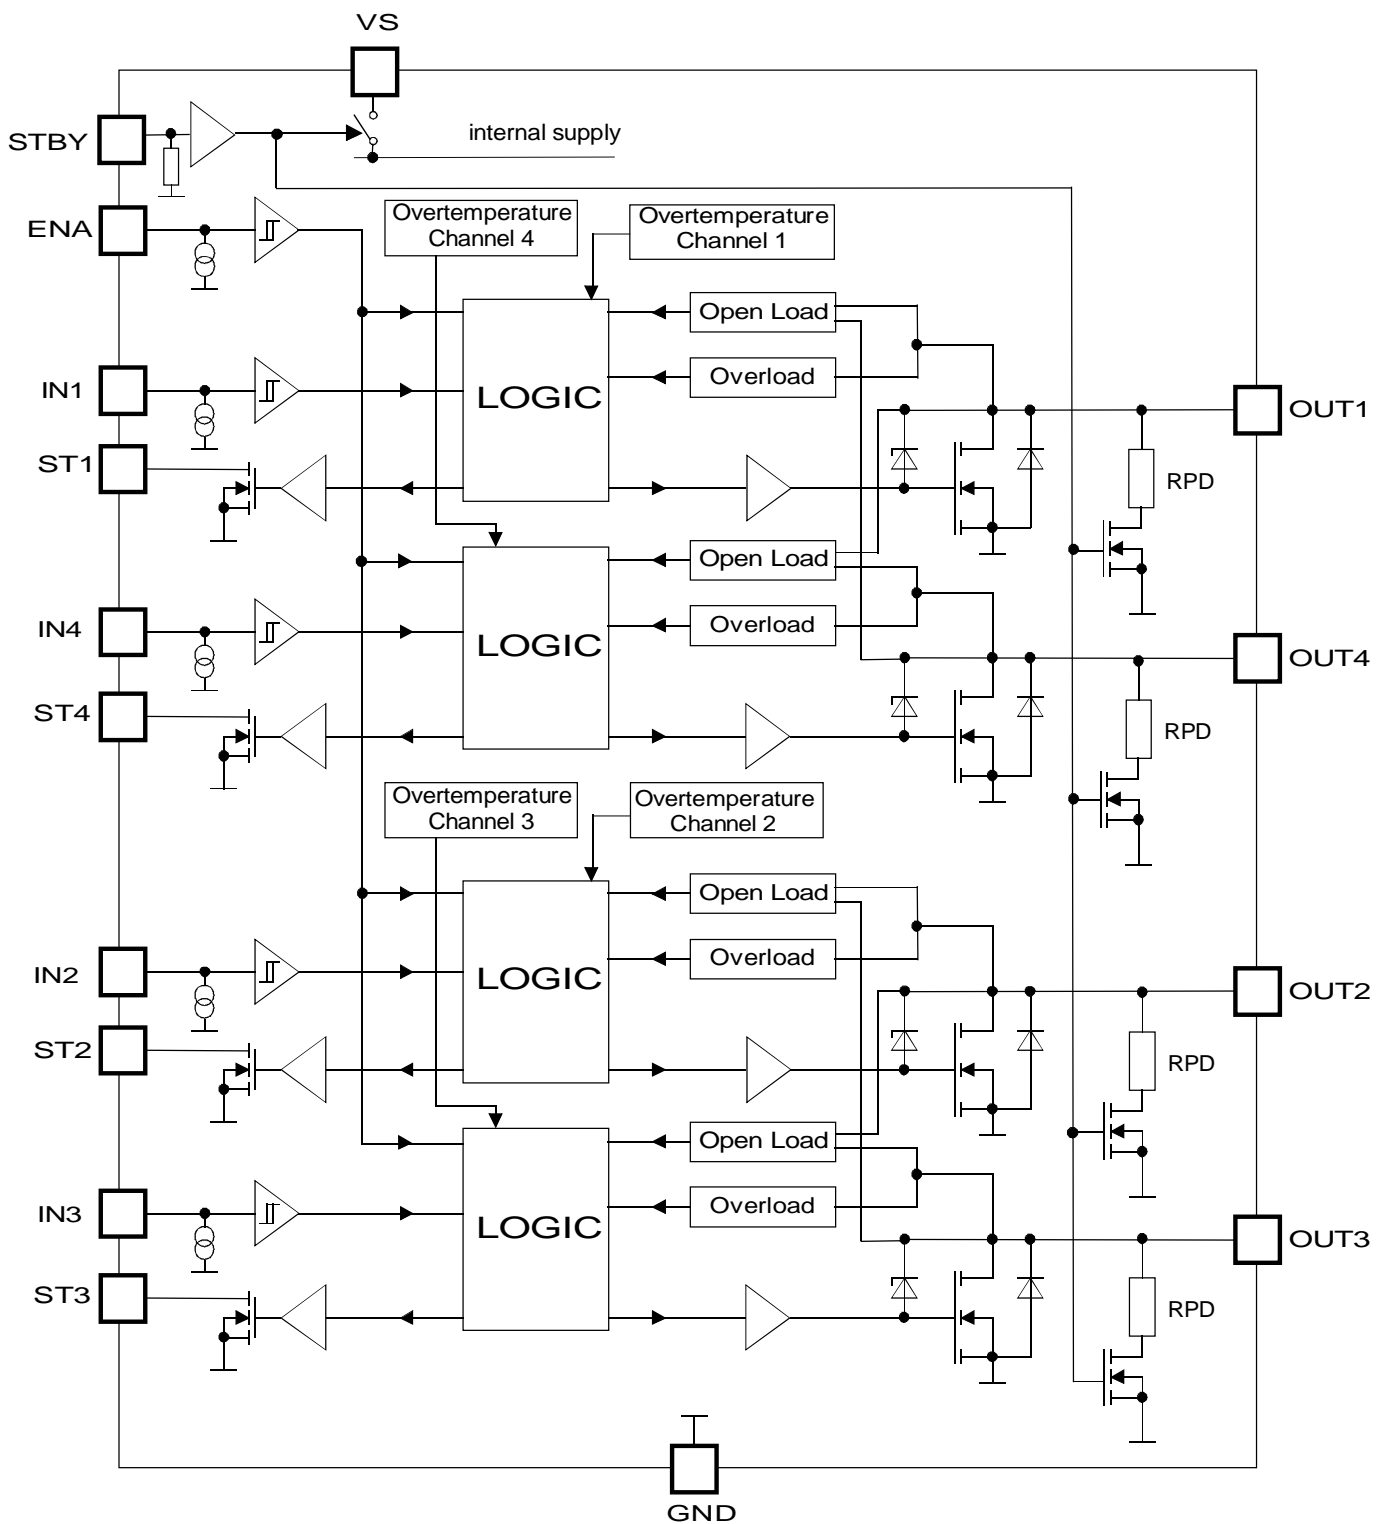 VS
STBY
internal supply
ENA
Overtemperature
Channel 4
Overtemperature
Channel 1
Open Load
IN1
LOGIC
Overload
OUT1
ST1
RPD
Open Load
IN4
LOGIC
Overload
OUT4
ST4
RPD
Overtemperature
Channel 3
Overtemperature
Channel 2
Open Load
IN2
LOGIC
Overload
OUT2
ST2
RPD
Open Load
IN3
LOGIC
Overload
OUT3
ST3
RPD
GND